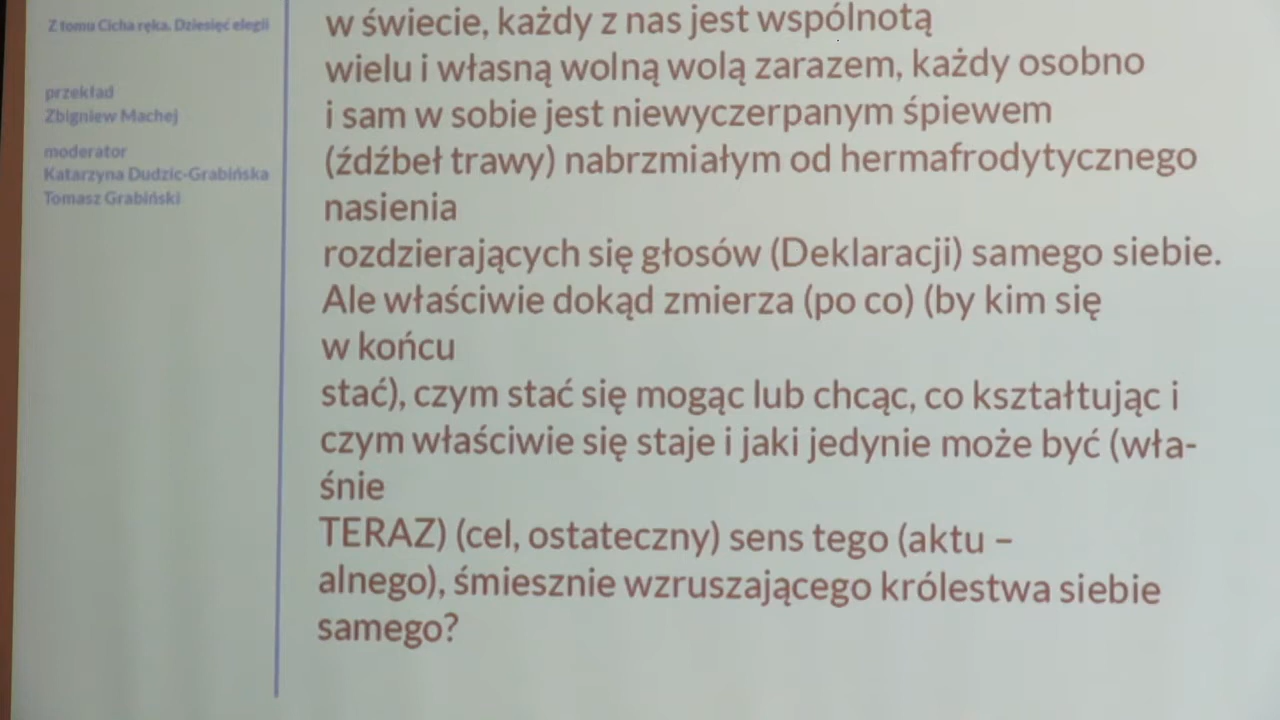 Z tomu Cicha ręka. Dziesięć elegii
przekład
Zbigniew Machej
moderator
Katarzyna Dudzic-Grabińska
Tomasz Grabiński
w świecie, każdy z nas jest wspólnotą
wielu i własną wolną wolą zarazem, każdy osobno
i sam w sobie jest niewyczerpanym śpiewem
(źdźbeł trawy) nabrzmiałym od hermafrodytycznego
nasienia
rozdzierających się głosów (Deklaracji) samego siebie.
Ale właściwie dokąd zmierza (po co) (by kim się
w końcu
stać), czym stać się mogąc lub chcąc, co kształtując i
czym właściwie się staje i jaki jedynie może być (wła-
śnie
TERAZ) (cel, ostateczny) sens tego (aktu –
alnego), śmiesznie wzruszającego królestwa siebie
samego?